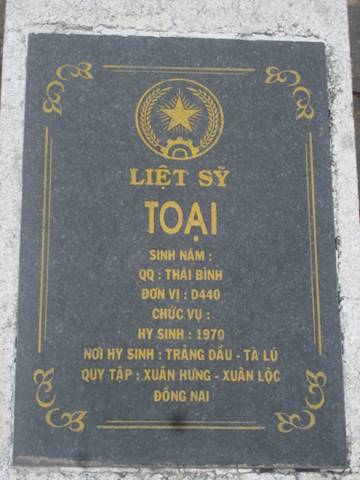 LIỆT SỸ
TOẠI
SINH NĂM :
QQ : THÁI BÌNH
ĐƠN VỊ : D440
CHỨC VỤ :
HY SINH : 1970
NƠI HY SINH : TRẢNG DẦU - TÀ LÚ
QUY TẬP : XUÂN HƯNG - XUÂN LỘC
ĐỒNG NAI